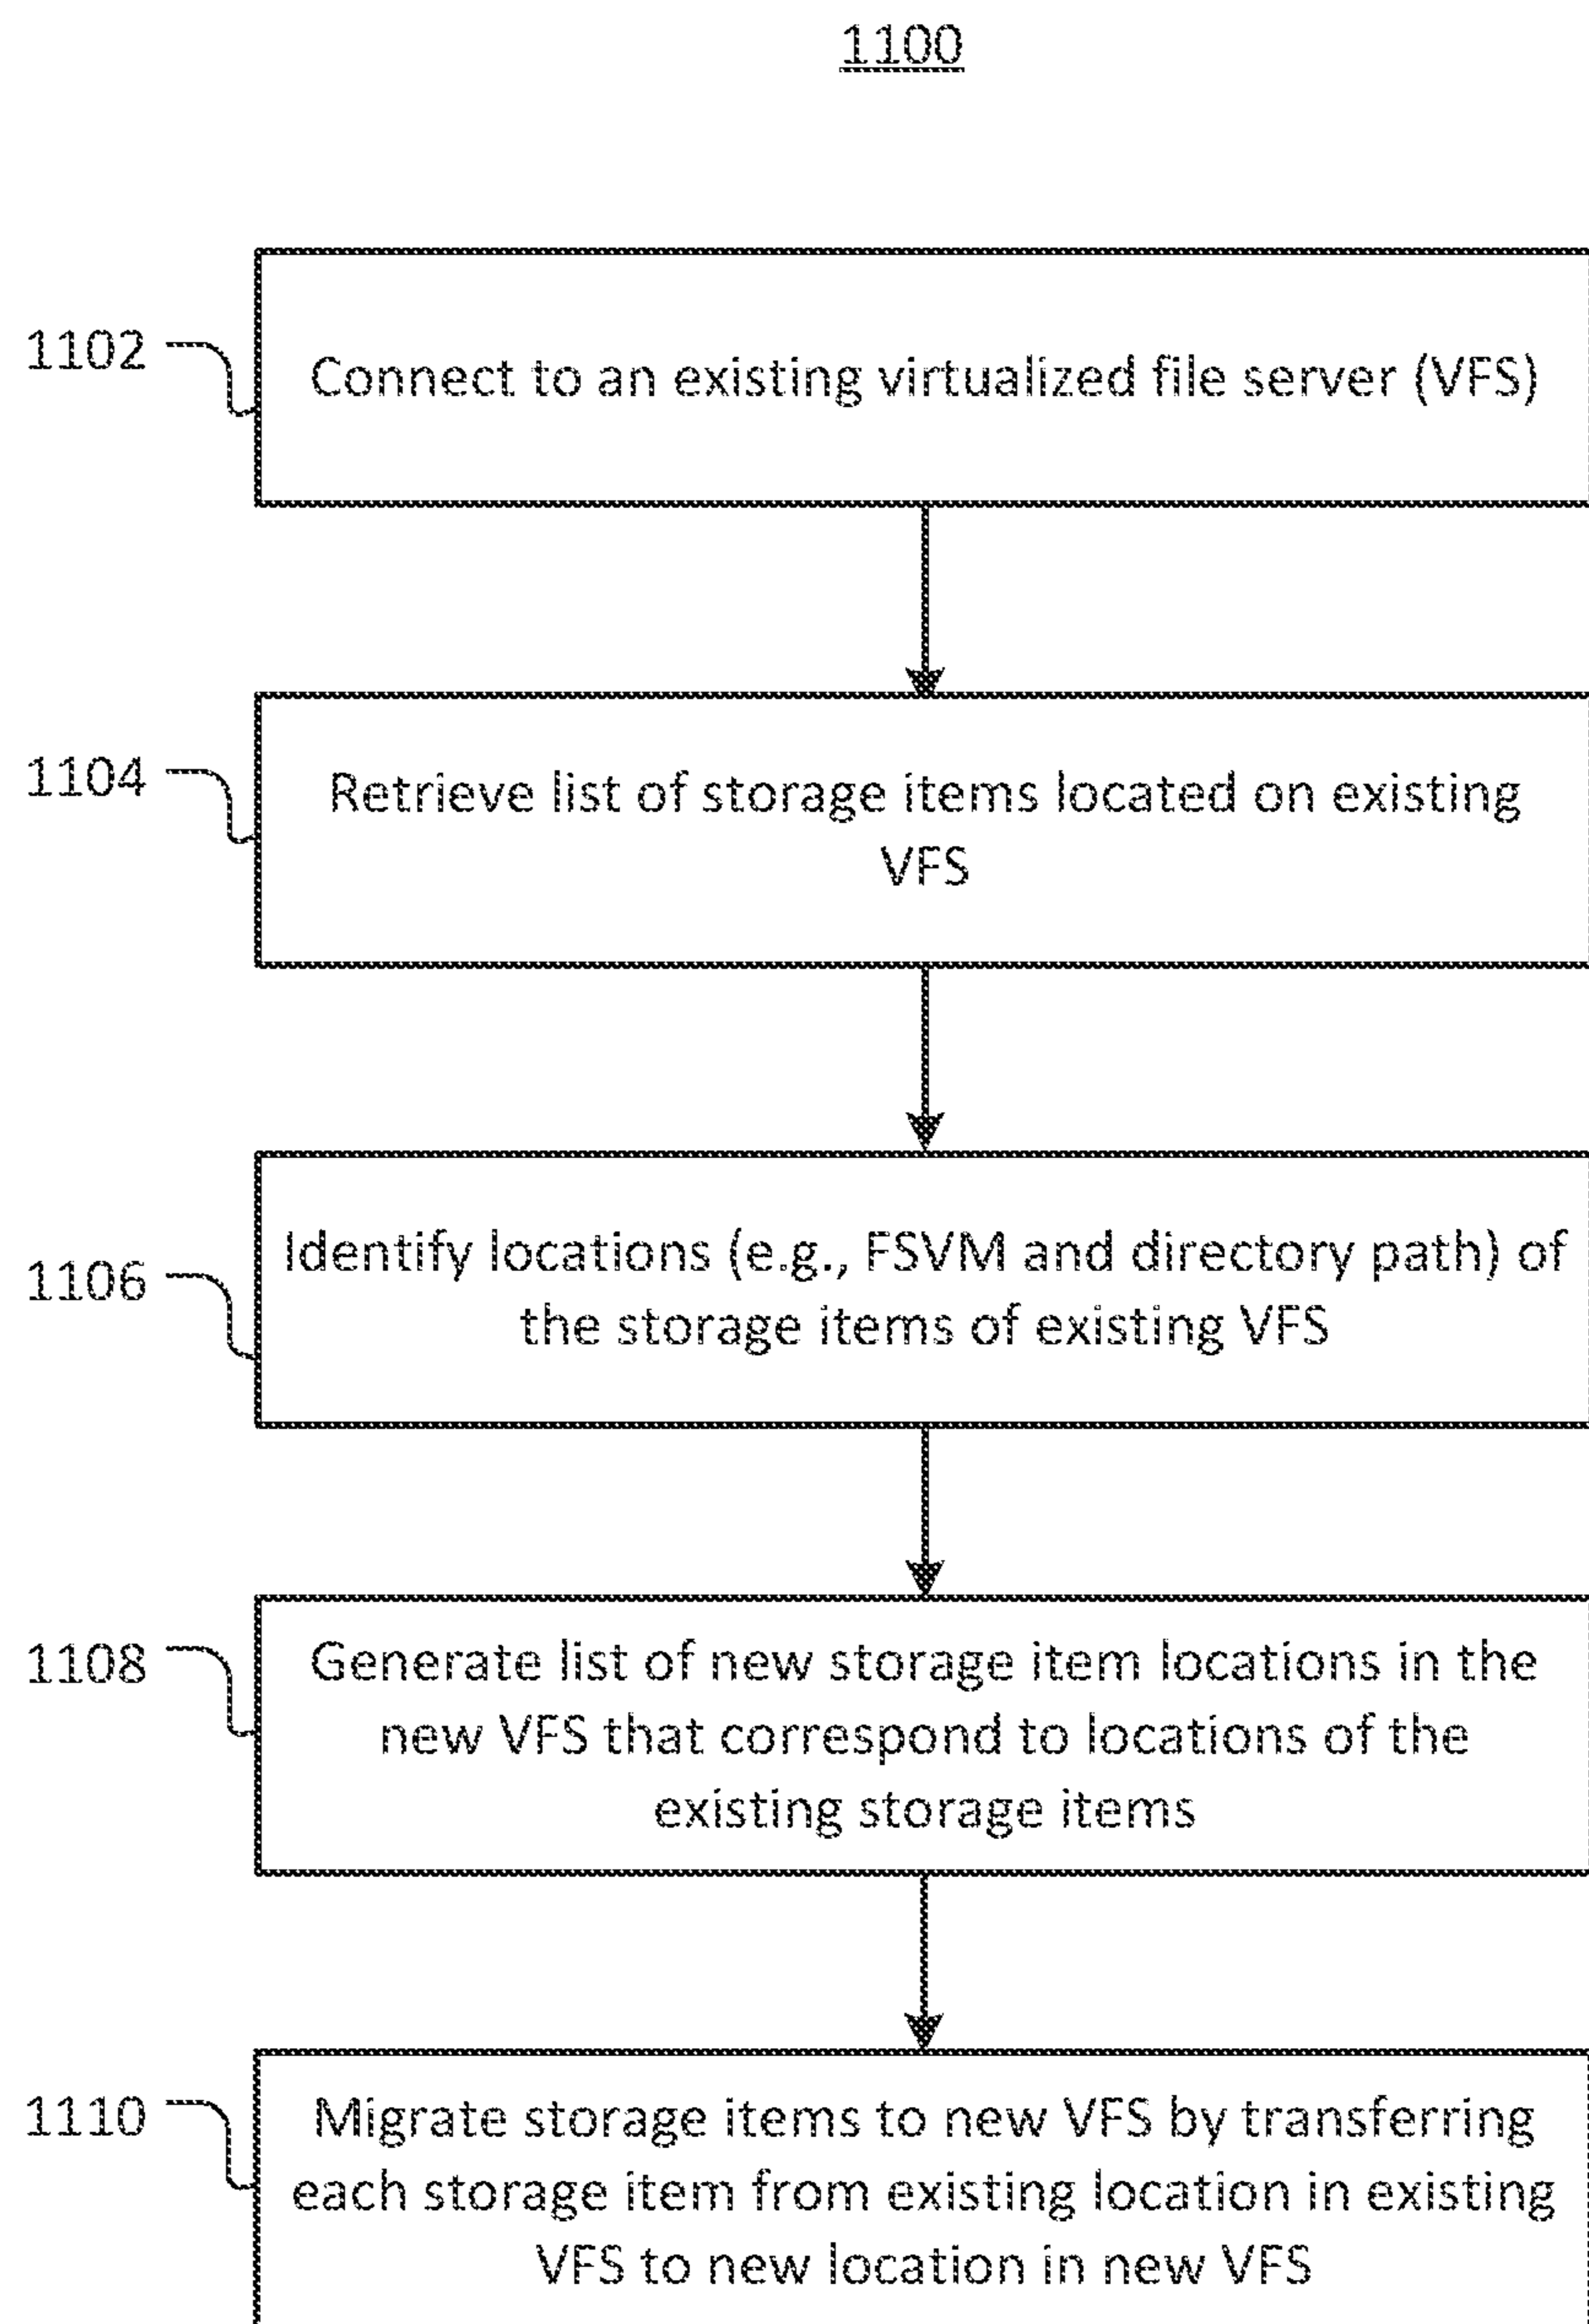 1100
1102
Connect to an existing virtualized file server (VFS)
1104
Retrieve list of storage items located on existing
VFS
1106
Identify locations (e.g., FSVM and directory path) of
the storage items of existing VFS
1108
Generate list of new storage item locations in the
new VFS that correspond to locations of the
existing storage items
1110
Migrate storage items to new VFS by transferring
each storage item from existing location in existing
VFS to new location in new VFS